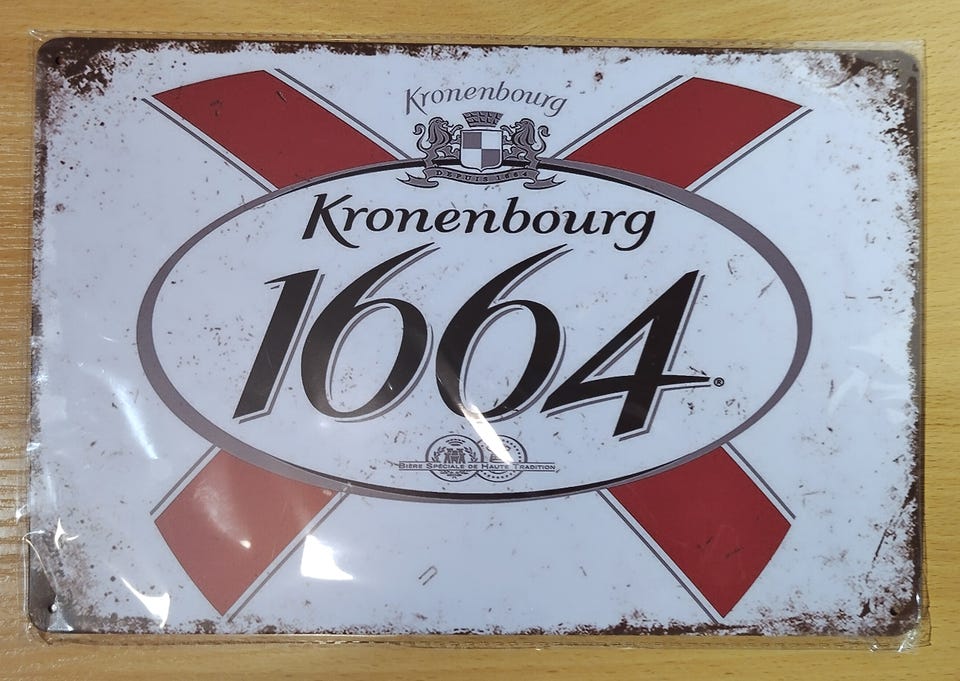 Kronenbourg
DEPUIS 1664
Kronenbourg
1664®
BIÈRE SPÉCIALE DE HAUTE TRADITION